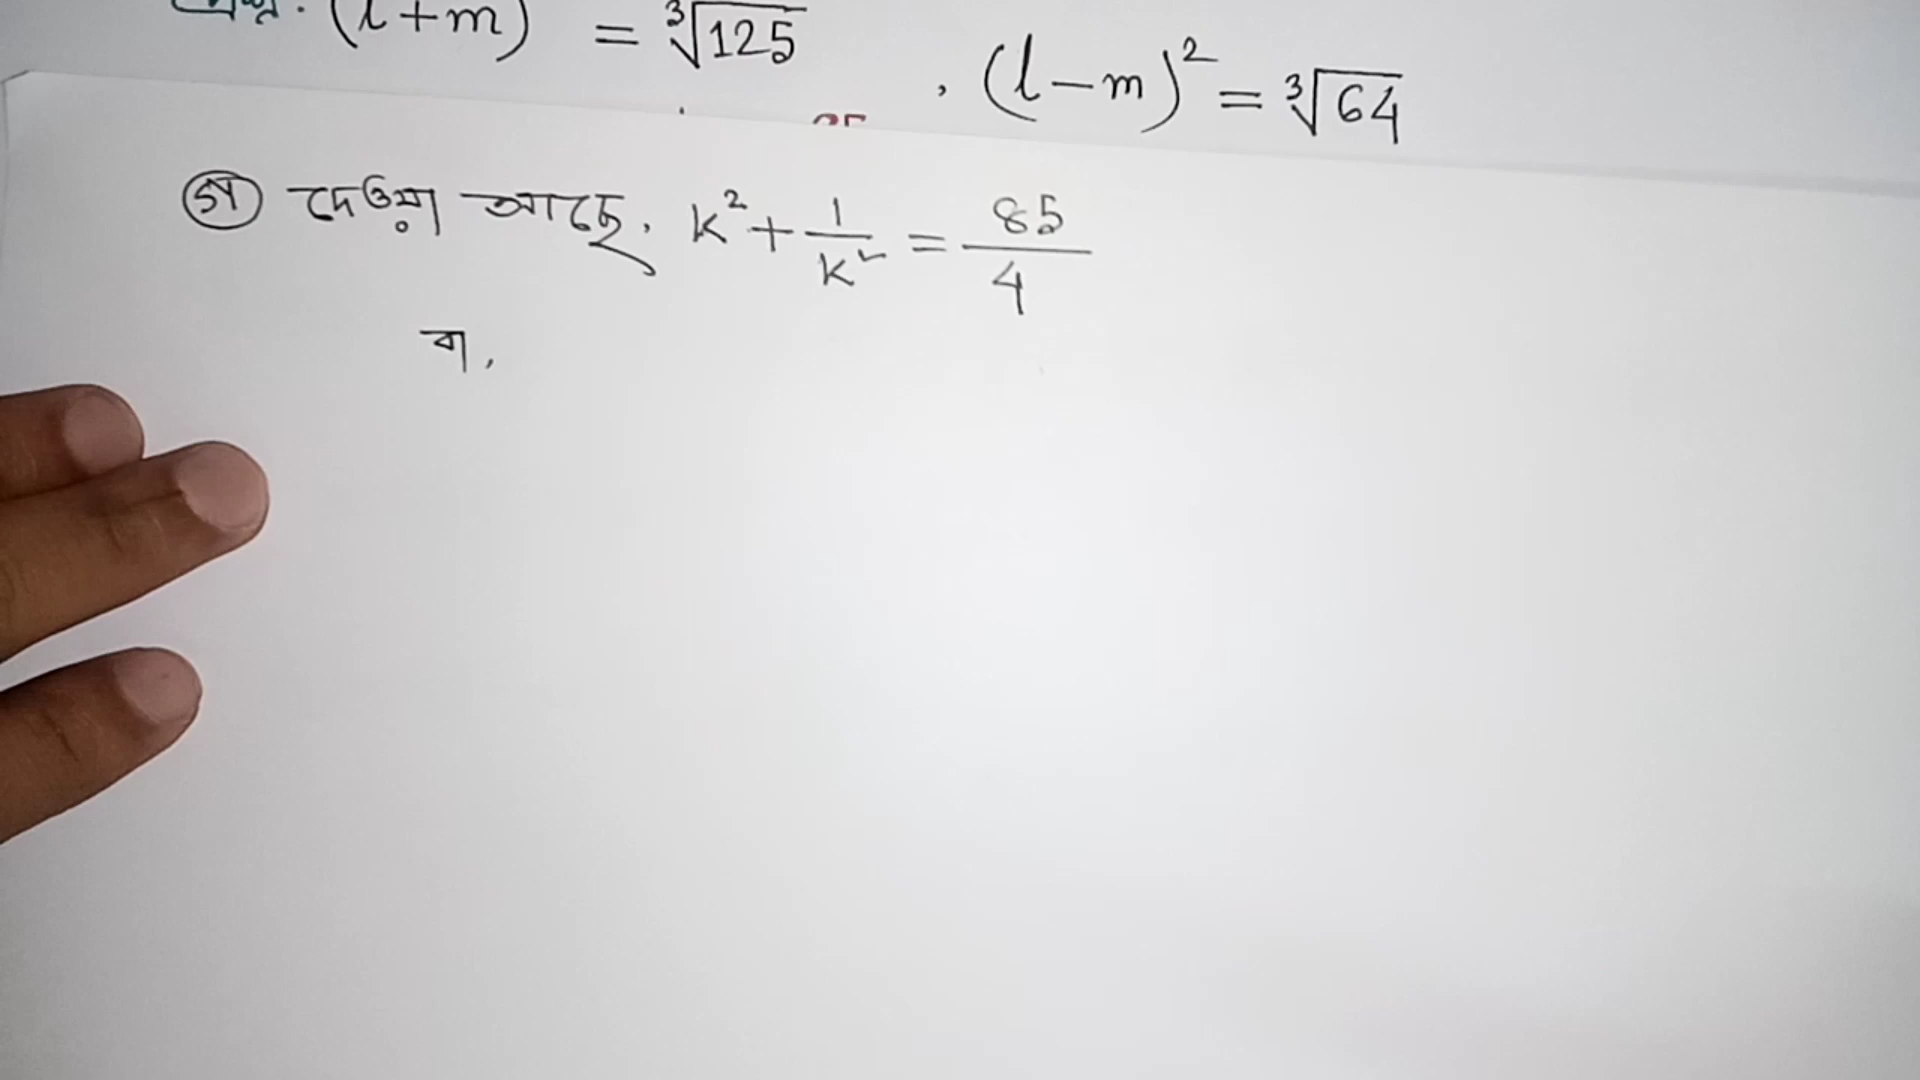 (l+m) = ∛125 , (l-m)² = ∛64
গ দেওয়া আছে, k² + 1/k² = 85/4
বা,